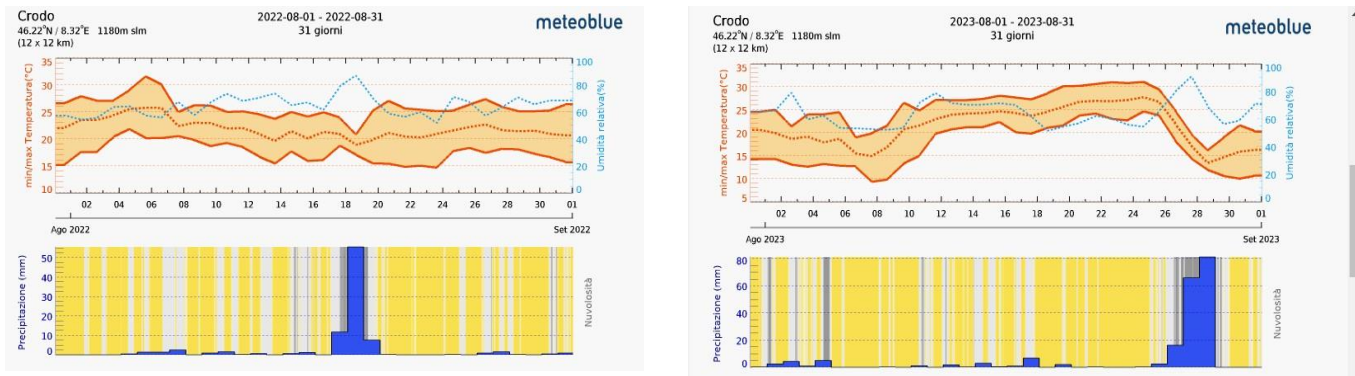 Crodo
46.22°N / 8.32°E 1180m slm
(12 x 12 km)
2022-08-01 - 2022-08-31
31 giorni
meteoblue
min/max Temperatura(°C)
35
30
25
20
15
10
100
80
60
40
20
0
Umidità relativa(%)
02 04 06 08 10 12 14 16 18 20 22 24 26 28 30 01
Ago 2022 Set 2022
Precipitazione (mm)
50
40
30
20
10
0
Nuvolosità
Crodo
46.22°N / 8.32°E 1180m slm
(12 x 12 km)
2023-08-01 - 2023-08-31
31 giorni
meteoblue
min/max Temperatura(°C)
35
30
25
20
15
10
5
100
80
60
40
20
0
Umidità relativa(%)
02 04 06 08 10 12 14 16 18 20 22 24 26 28 30 01
Ago 2023 Set 2023
Precipitazione (mm)
80
60
40
20
0
Nuvolosità